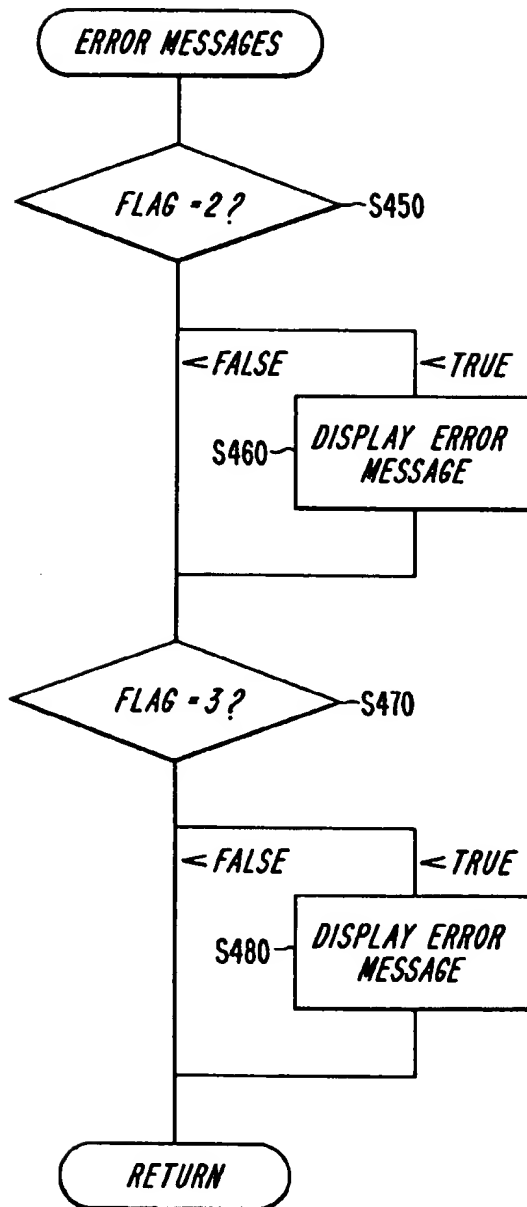 ERROR MESSAGES
FLAG = 2 ?
S450
< FALSE
< TRUE
S460
DISPLAY ERROR
MESSAGE
FLAG = 3 ?
S470
< FALSE
< TRUE
S480
DISPLAY ERROR
MESSAGE
RETURN